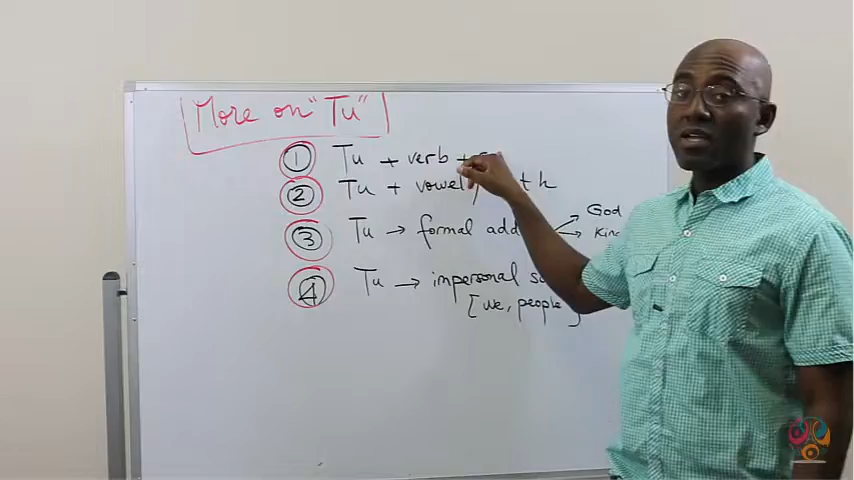 More on "Tu"
① Tu + verb +
② Tu + vowel / t h
③ Tu → formal add
God
④ Tu → impersonal
[we, people]